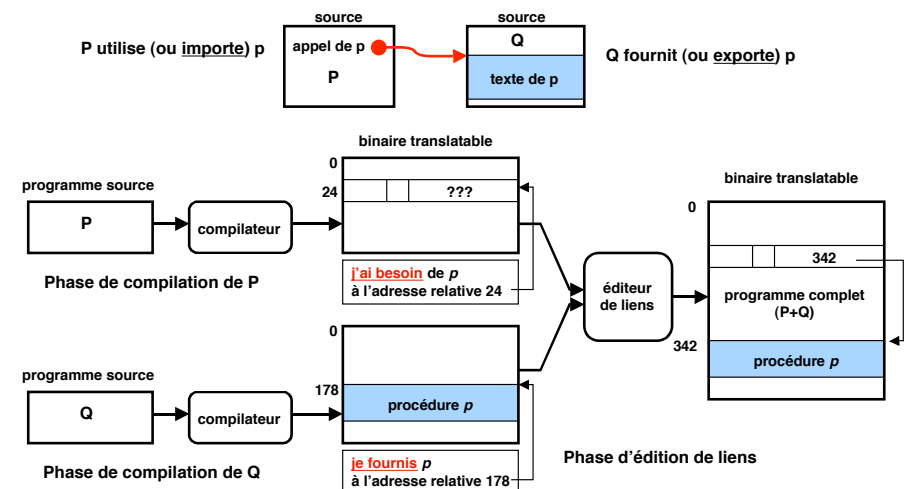 source
source
P utilise (ou importe) p
appel de p
P
Q
texte de p
Q fournit (ou exporte) p
binaire translatable
0
24
???
programme source
P
compilateur
Phase de compilation de P
j'ai besoin de p
à l'adresse relative 24
binaire translatable
0
342
programme complet
(P+Q)
342
procédure p
éditeur
de liens
0
178
procédure p
programme source
Q
compilateur
Phase de compilation de Q
je fournis p
à l'adresse relative 178
Phase d'édition de liens